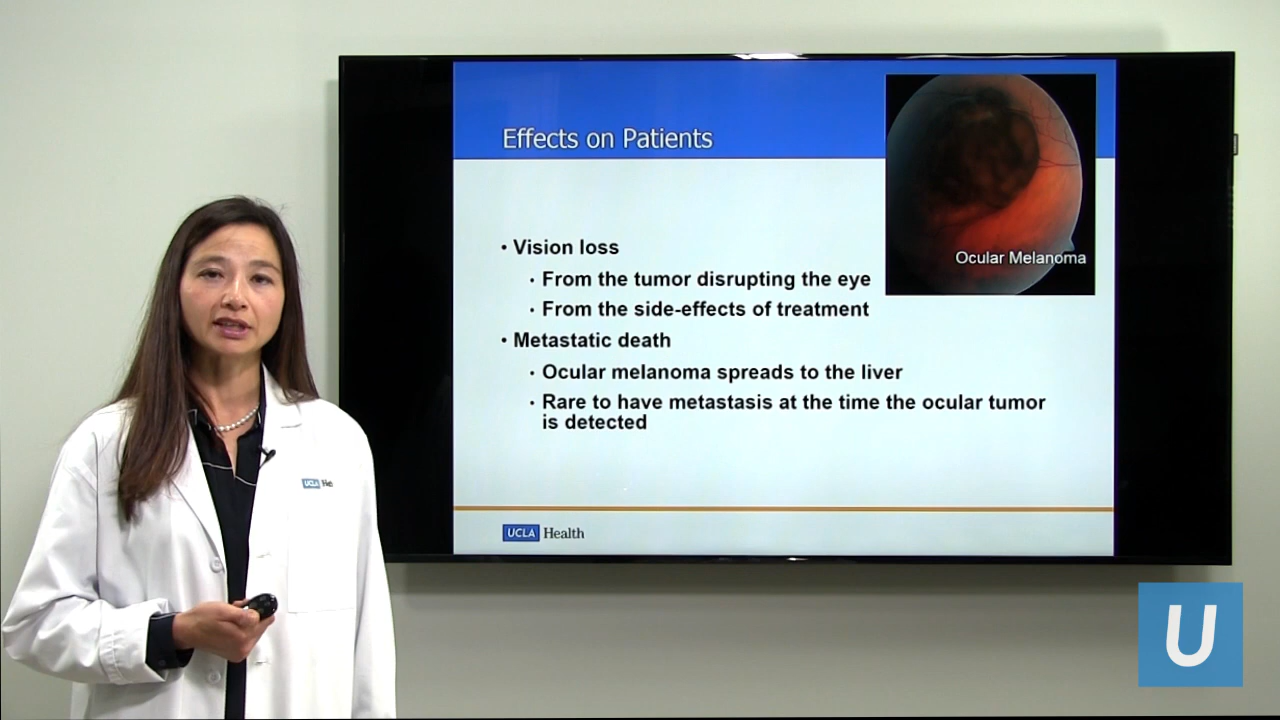 Effects on Patients
Ocular Melanoma
• Vision loss
• From the tumor disrupting the eye
• From the side-effects of treatment
• Metastatic death
• Ocular melanoma spreads to the liver
• Rare to have metastasis at the time the ocular tumor
is detected
UCLA Health
UCLA He
U